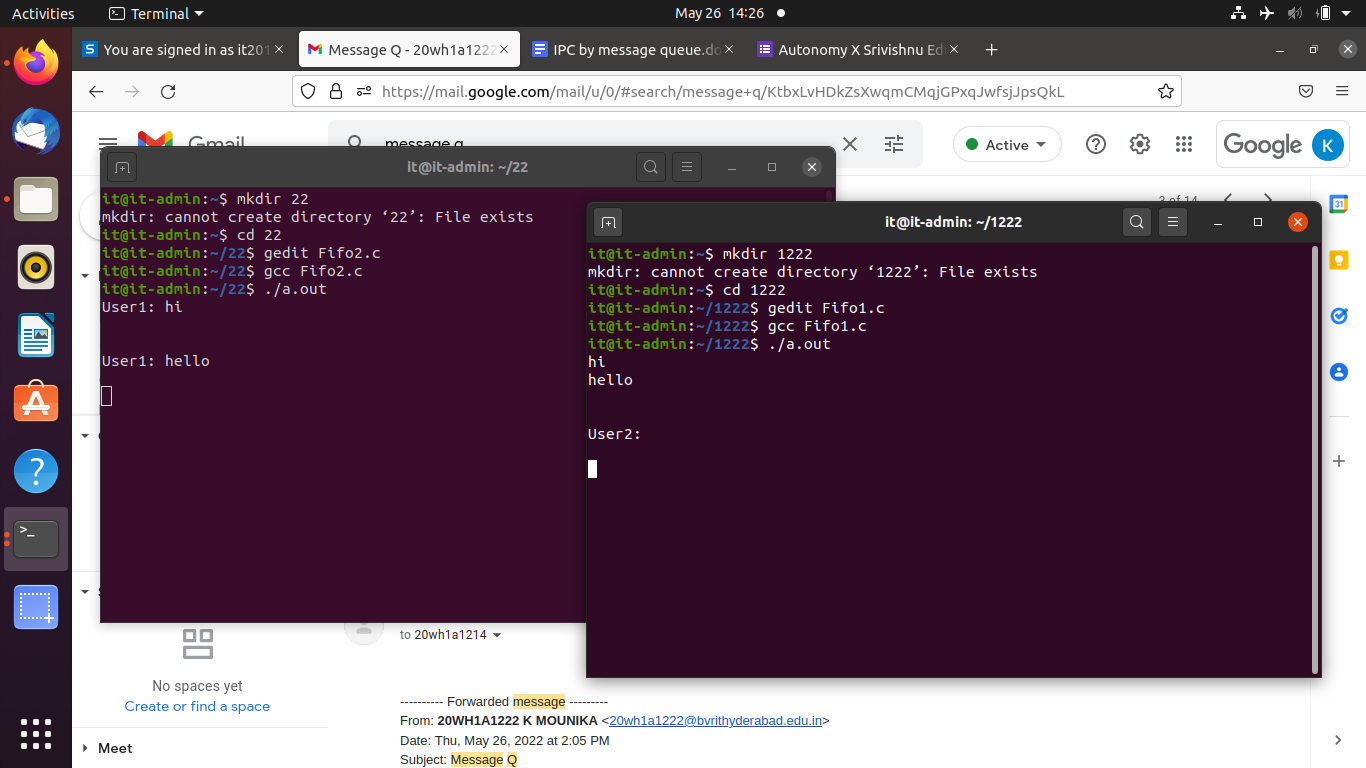 Activities
Terminal
May 26 14:26
You are signed in as it201
Message Q - 20wh1a1222
IPC by message queue.do
Autonomy X Srivishnu Ed
https://mail.google.com/mail/u/0/#search/message+q/KtbxLvHDkZsXwqmCMqjGPxqJwfsjJpsQkL
Gmail
message q
Active
Google
K
3 of 14
it@it-admin: ~/22
it@it-admin:~$ mkdir 22
mkdir: cannot create directory ‘22’: File exists
it@it-admin:~$ cd 22
it@it-admin:~/22$ gedit Fifo2.c
it@it-admin:~/22$ gcc Fifo2.c
it@it-admin:~/22$ ./a.out
User1: hi
User1: hello
it@it-admin: ~/1222
it@it-admin:~$ mkdir 1222
mkdir: cannot create directory ‘1222’: File exists
it@it-admin:~$ cd 1222
it@it-admin:~/1222$ gedit Fifo1.c
it@it-admin:~/1222$ gcc Fifo1.c
it@it-admin:~/1222$ ./a.out
hi
hello
User2:
31
No spaces yet
Create or find a space
Meet
to 20wh1a1214
---------- Forwarded message ---------
From: 20WH1A1222 K MOUNIKA <20wh1a1222@bvrithyderabad.edu.in>
Date: Thu, May 26, 2022 at 2:05 PM
Subject: Message Q